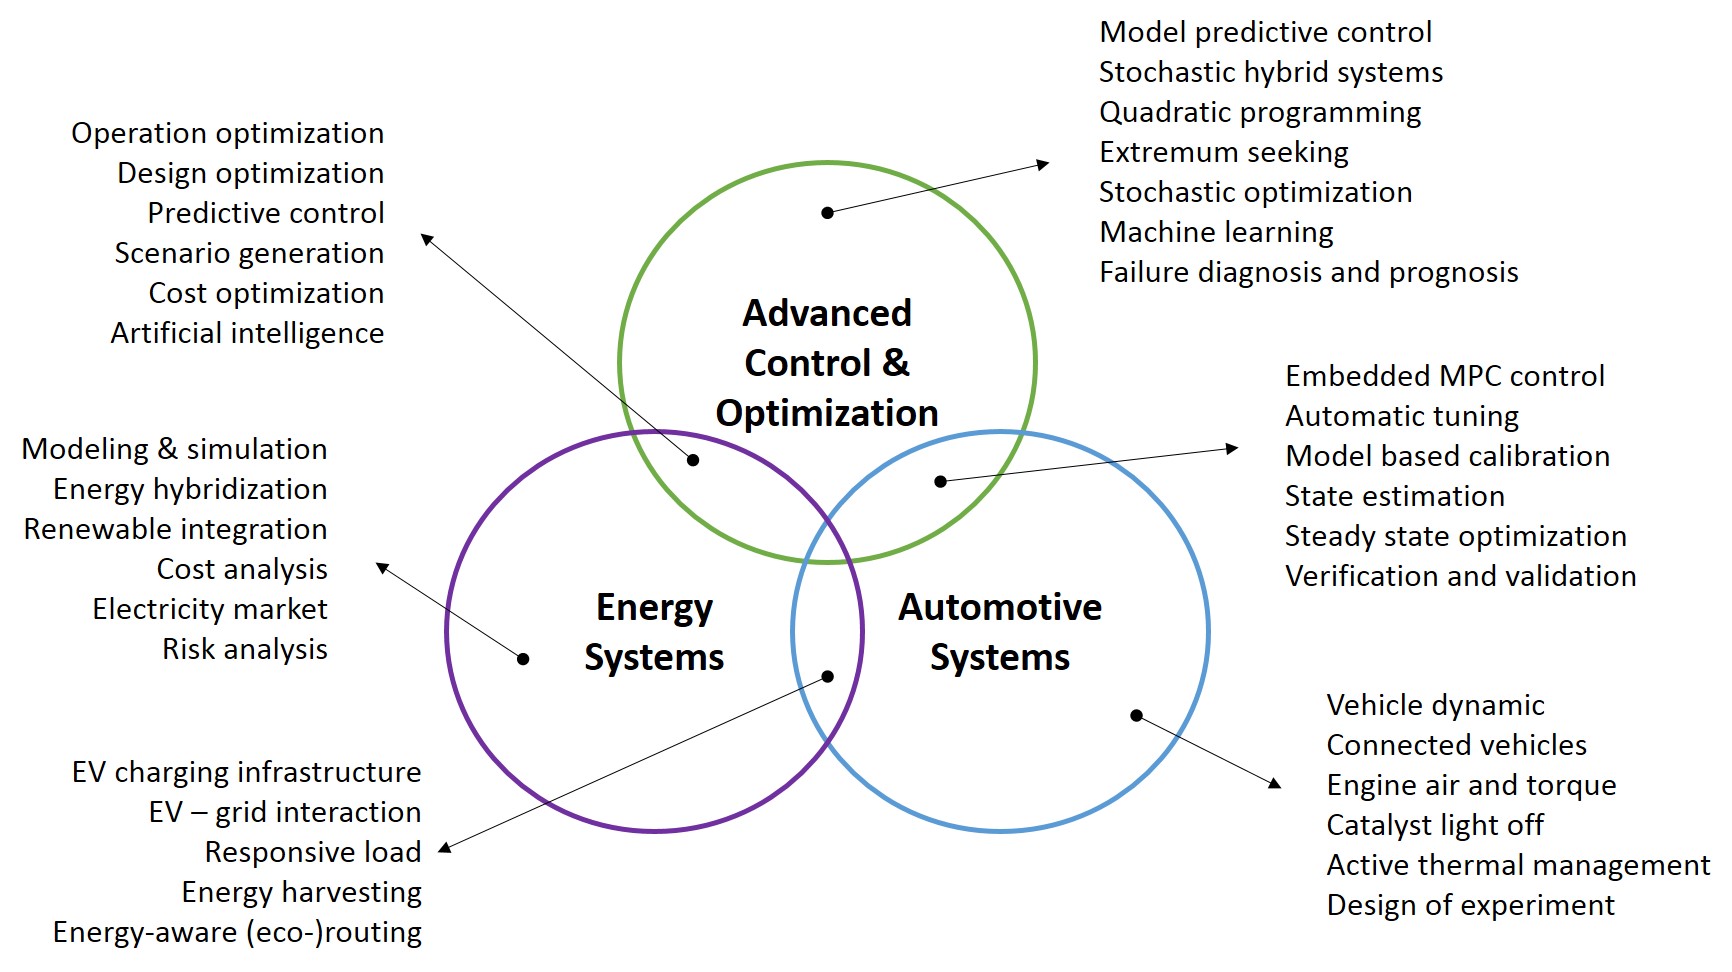 Model predictive control
Stochastic hybrid systems
Quadratic programming
Extremum seeking
Stochastic optimization
Machine learning
Failure diagnosis and prognosis
Operation optimization
Design optimization
Predictive control
Scenario generation
Cost optimization
Artificial intelligence
Advanced
Control &
Optimization
Embedded MPC control
Automatic tuning
Model based calibration
State estimation
Steady state optimization
Verification and validation
Modeling & simulation
Energy hybridization
Renewable integration
Cost analysis
Electricity market
Risk analysis
Energy
Systems
Automotive
Systems
Vehicle dynamic
Connected vehicles
Engine air and torque
Catalyst light off
Active thermal management
Design of experiment
EV charging infrastructure
EV – grid interaction
Responsive load
Energy harvesting
Energy-aware (eco-)routing